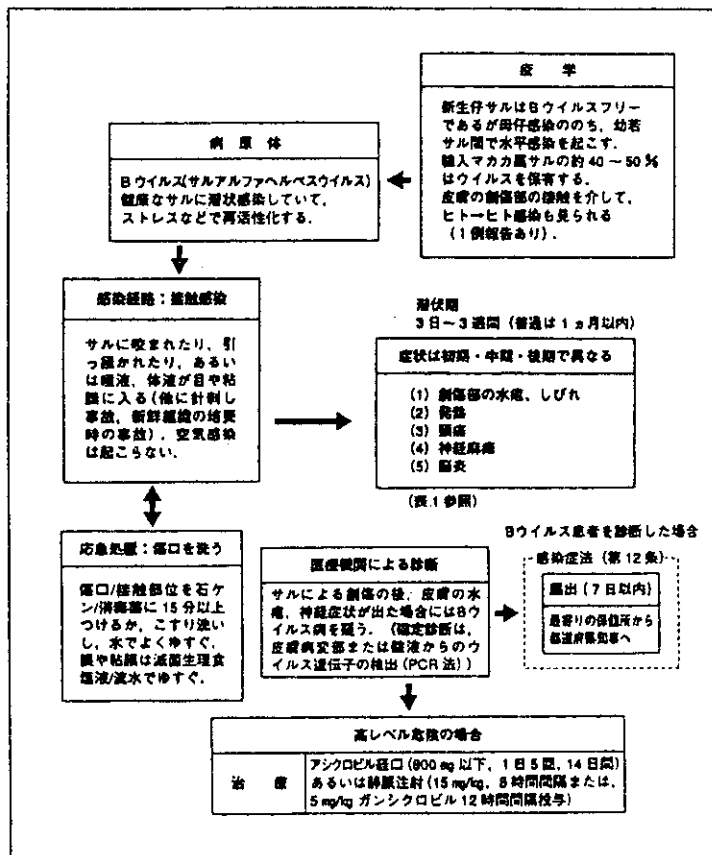 疫 学
新生仔サルはBウイルスフリー
であるが母仔感染ののち，幼若
サル間で水平感染を起こす．
輸入マカカ属サルの約 40 ～ 50 %
はウイルスを保有する．
皮膚の創傷部の接触を介して，
ヒト－ヒト感染も見られる
（1 例報告あり）．
病 原 体
Bウイルス(サルアルファヘルペスウイルス)
健康なサルに潜状感染していて，
ストレスなどで再活性化する．
感染経路：接触感染
サルに咬まれたり，引
っ掻かれたり，あるい
は唾液，体液が目や粘
膜に入る(他に針刺し
事故，新鮮組織の培養
時の事故)．空気感染
は起こらない．
潜伏期
3 日～ 3 週間（普通は 1 ヵ月以内）
症状は初期・中期・後期で異なる
(1) 創傷部の水疱，しびれ
(2) 発熱
(3) 頭痛
(4) 神経麻痺
(5) 脳炎
(表.1 参照)
応急処置：傷口を洗う
傷口/接触部位を石ケ
ン/消毒薬に 15 分以上
つけるか，こすり洗い
し，水でよくゆすぐ．
眼や粘膜は滅菌生理食
塩液/流水でゆすぐ．
医療機関による診断
サルによる創傷の後，皮膚の水
疱，神経症状が出た場合にはBウ
イルス病を疑う．（確定診断は，
皮膚病変部または唾液からのウ
イルス遺伝子の検出 (PCR 法)）
Bウイルス患者を診断した場合
感染症法（第 12 条）
届出（7 日以内）
最寄りの保健所から
都道府県知事へ
高レベル危険の場合
治 療
アシクロビル経口 (800 mg 以下，1 日 5 回，14 日間)
あるいは静脈注射 (15 mg/kg，8 時間間隔または，
5 mg/kg ガンシクロビル 12 時間間隔投与)